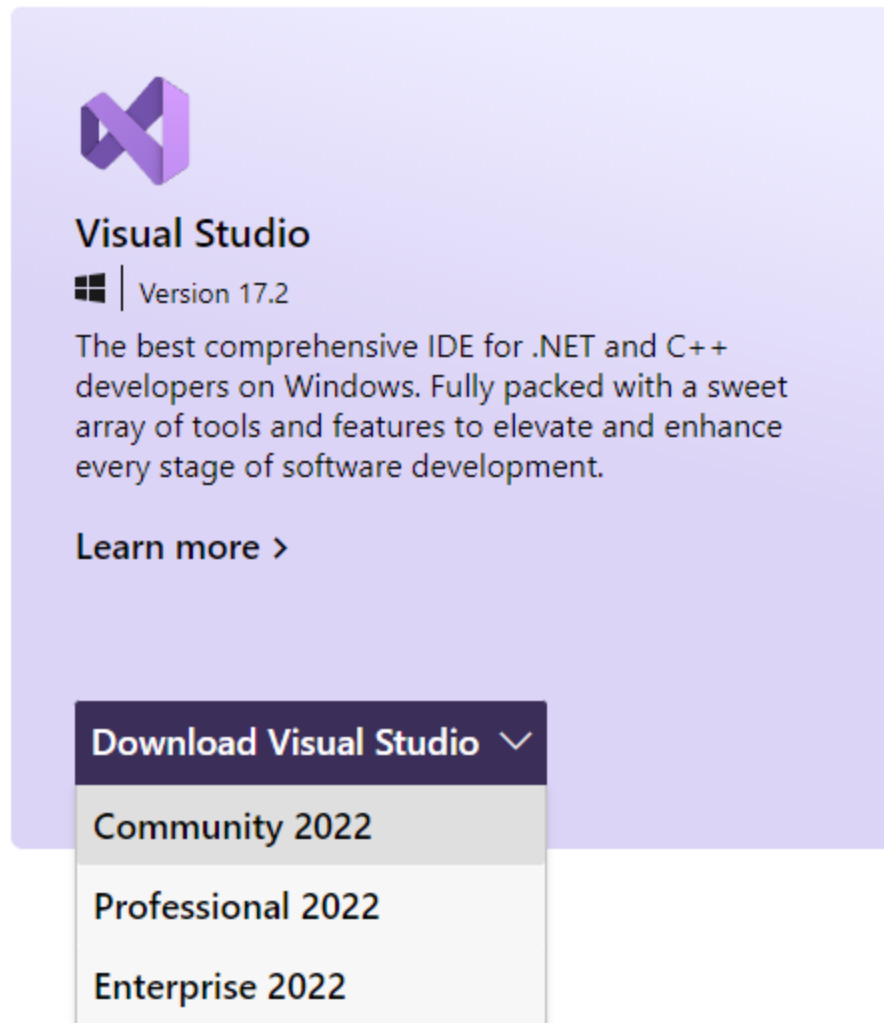 Visual Studio
Version 17.2
The best comprehensive IDE for .NET and C++
developers on Windows. Fully packed with a sweet
array of tools and features to elevate and enhance
every stage of software development.
Learn more >
Download Visual Studio
Community 2022
Professional 2022
Enterprise 2022